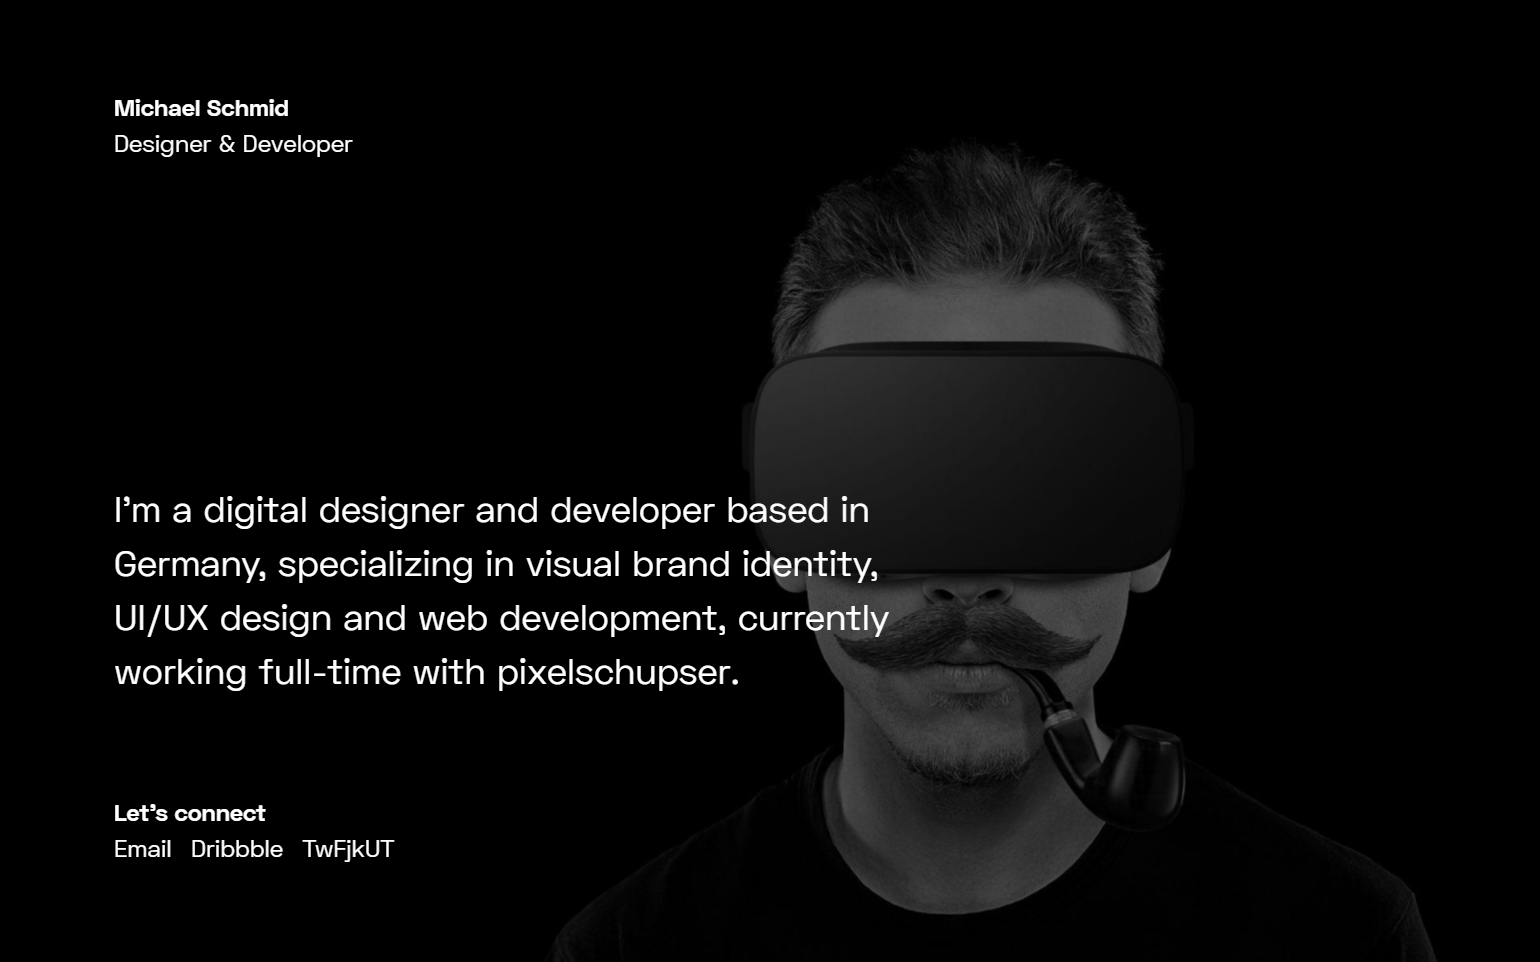 Michael Schmid
Designer & Developer
I’m a digital designer and developer based in
Germany, specializing in visual brand identity,
UI/UX design and web development, currently
working full-time with pixelschupser.
Let’s connect
Email Dribbble TwFjkUT